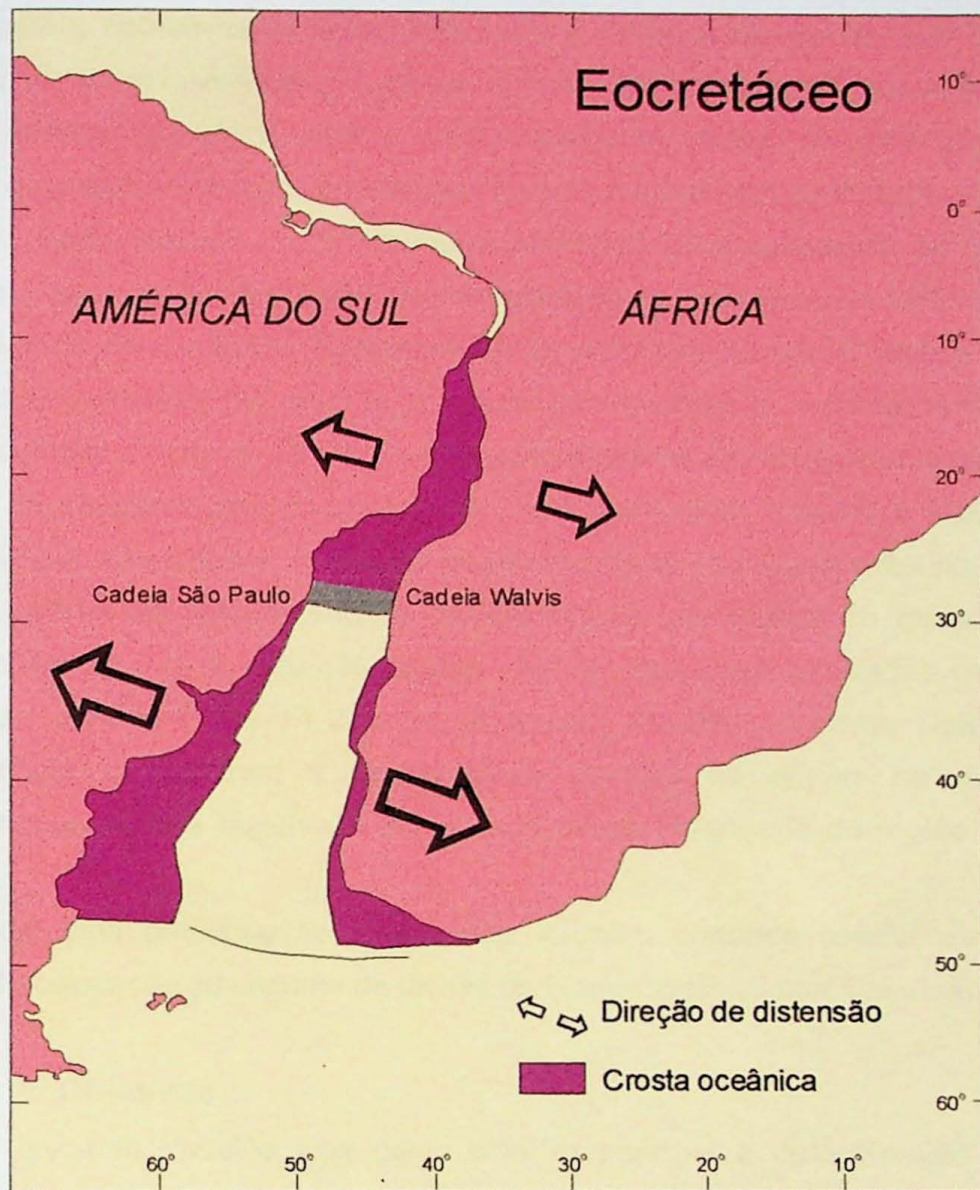 Eocretáceo
10°
0°
AMÉRICA DO SUL
ÁFRICA
10°
20°
Cadeia São Paulo
Cadeia Walvis
30°
40°
50°
Direção de distensão
Crosta oceânica
60°
60°
50°
40°
30°
20°
10°